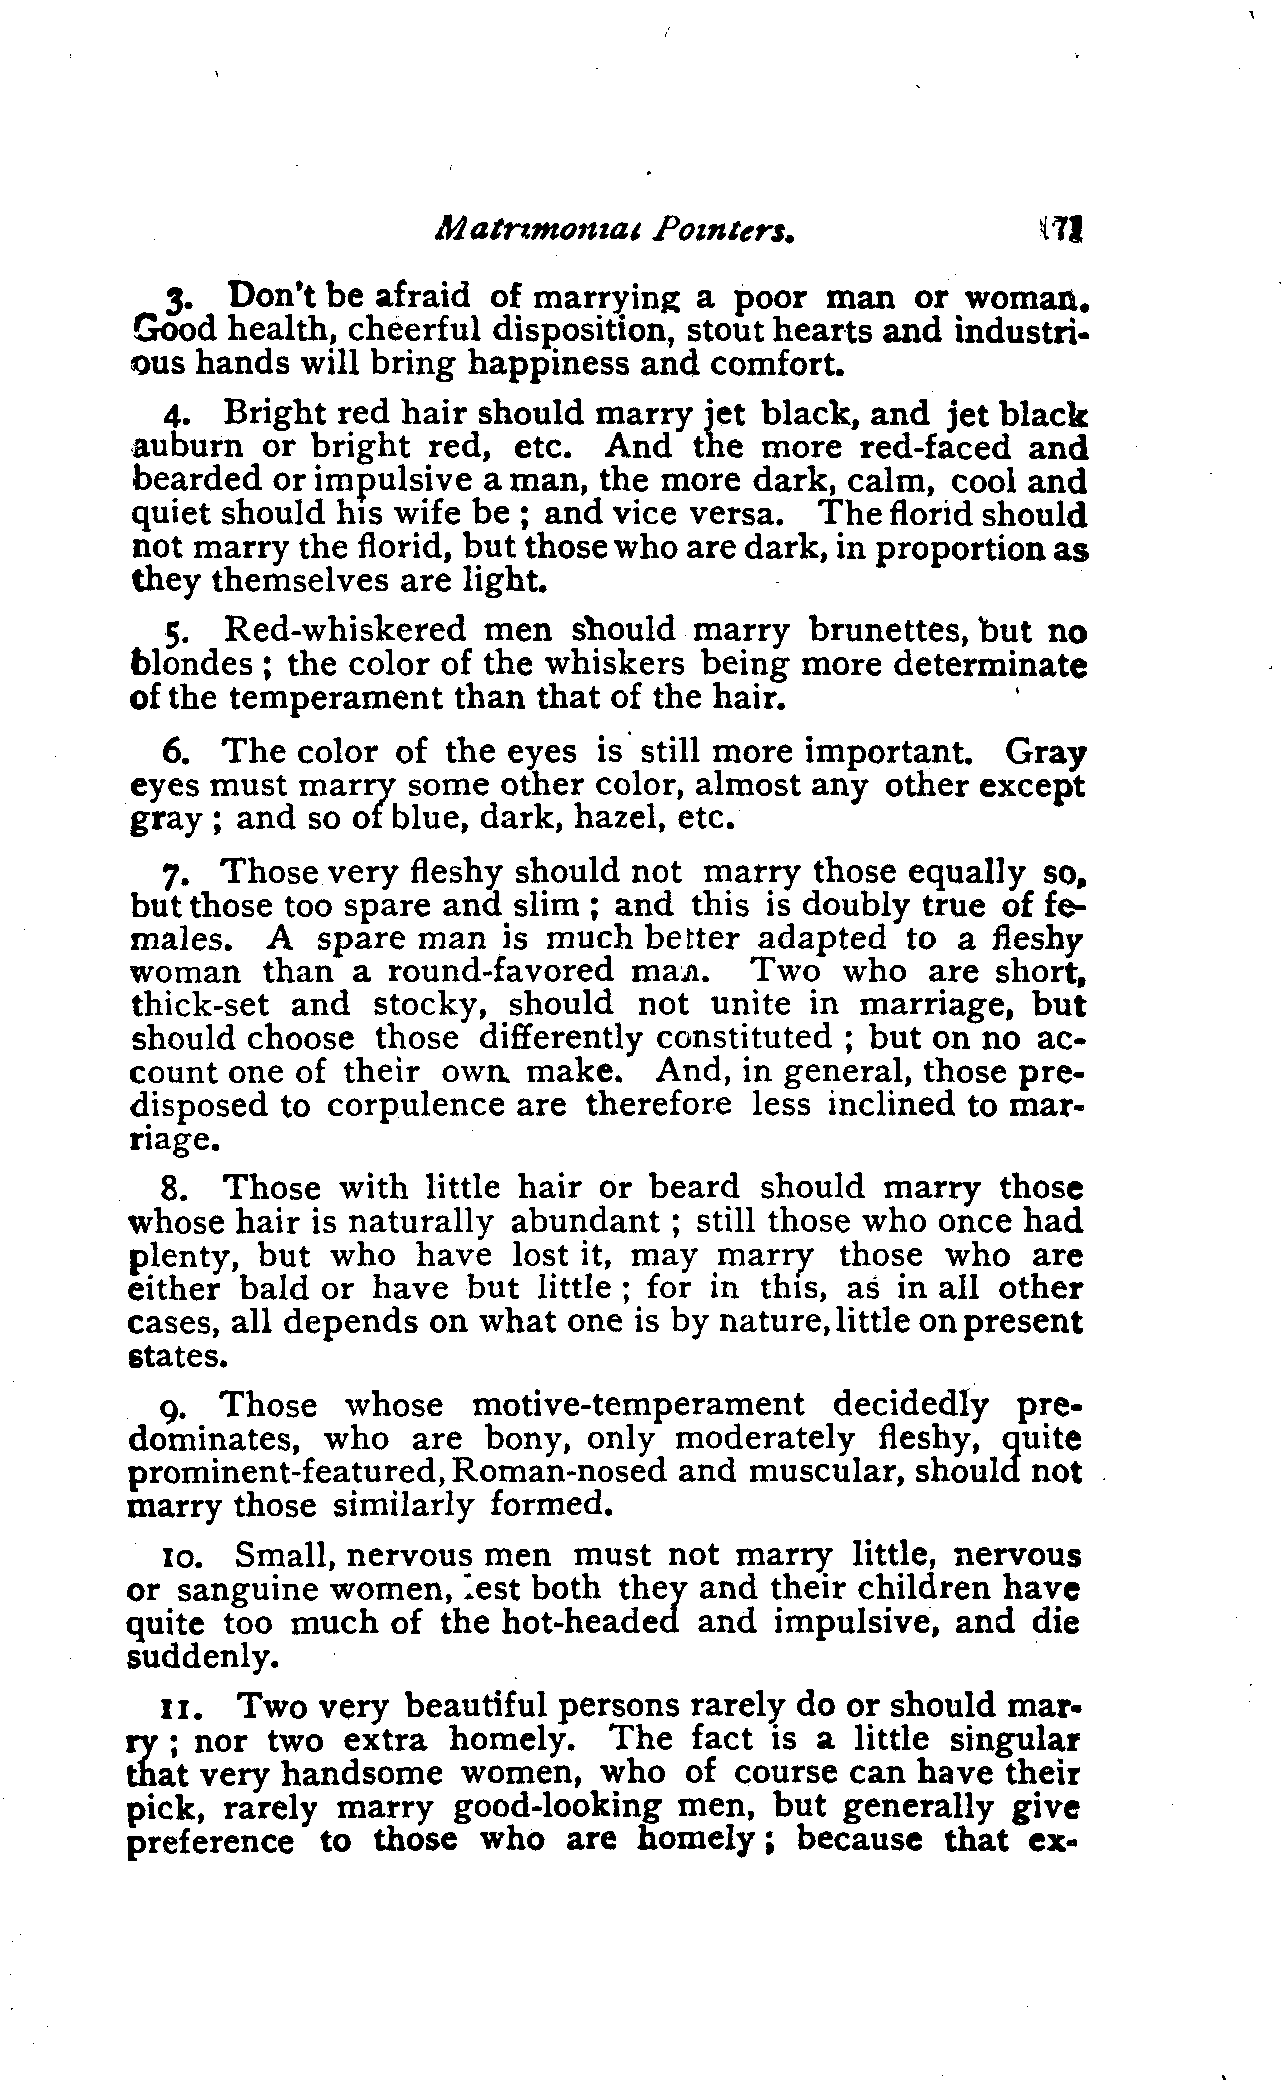 Matrimonial Pointers. 171
3. Don't be afraid of marrying a poor man or woman.
Good health, cheerful disposition, stout hearts and industri-
ous hands will bring happiness and comfort.
4. Bright red hair should marry jet black, and jet black
auburn or bright red, etc. And the more red-faced and
bearded or impulsive a man, the more dark, calm, cool and
quiet should his wife be ; and vice versa. The florid should
not marry the florid, but those who are dark, in proportion as
they themselves are light.
5. Red-whiskered men should marry brunettes, but no
blondes ; the color of the whiskers being more determinate
of the temperament than that of the hair.
6. The color of the eyes is still more important. Gray
eyes must marry some other color, almost any other except
gray ; and so of blue, dark, hazel, etc.
7. Those very fleshy should not marry those equally so,
but those too spare and slim ; and this is doubly true of fe-
males. A spare man is much better adapted to a fleshy
woman than a round-favored man. Two who are short,
thick-set and stocky, should not unite in marriage, but
should choose those differently constituted ; but on no ac-
count one of their own make. And, in general, those pre-
disposed to corpulence are therefore less inclined to mar-
riage.
8. Those with little hair or beard should marry those
whose hair is naturally abundant ; still those who once had
plenty, but who have lost it, may marry those who are
either bald or have but little ; for in this, as in all other
cases, all depends on what one is by nature, little on present
states.
9. Those whose motive-temperament decidedly pre-
dominates, who are bony, only moderately fleshy, quite
prominent-featured, Roman-nosed and muscular, should not
marry those similarly formed.
10. Small, nervous men must not marry little, nervous
or sanguine women, lest both they and their children have
quite too much of the hot-headed and impulsive, and die
suddenly.
11. Two very beautiful persons rarely do or should mar-
ry ; nor two extra homely. The fact is a little singular
that very handsome women, who of course can have their
pick, rarely marry good-looking men, but generally give
preference to those who are homely ; because that ex-